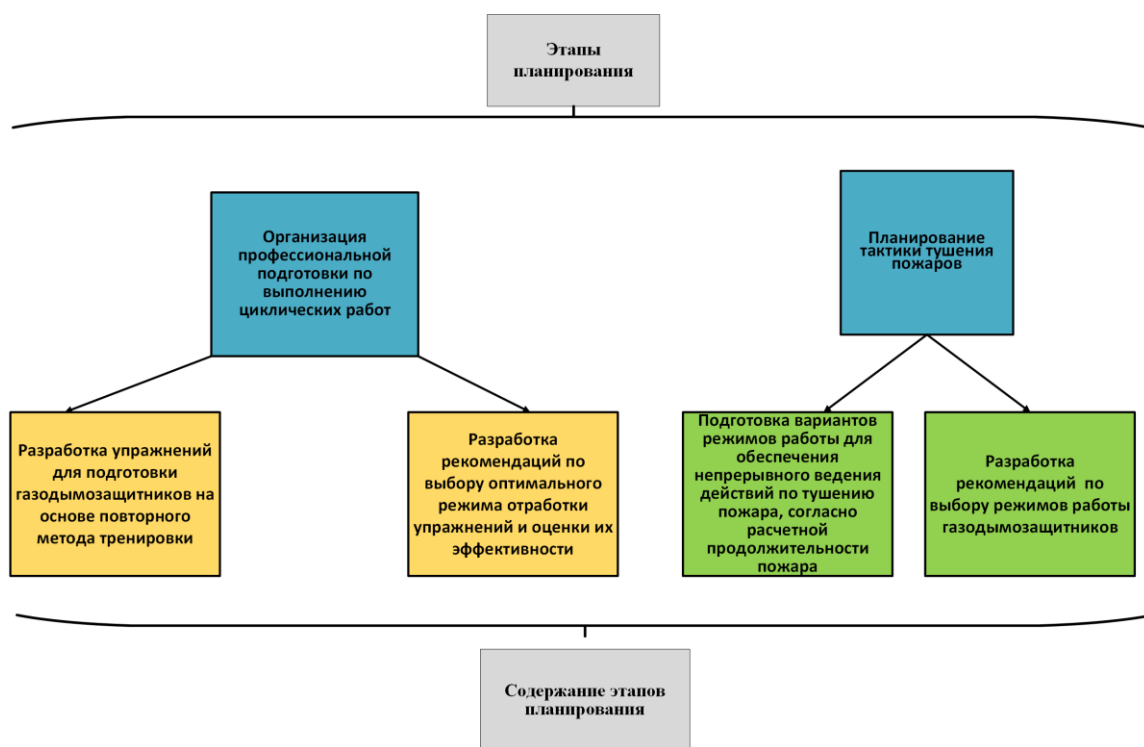 Этапы
планирования
Организация
профессиональной
подготовки по
выполнению
циклических работ
Планирование
тактики тушения
пожаров
Разработка упражнений
для подготовки
газодымозащитников на
основе повторного
метода тренировки
Разработка
рекомендаций по
выбору оптимального
режима отработки
упражнений и оценки их
эффективности
Подготовка вариантов
режимов работы для
обеспечения
непрерывного ведения
действий по тушению
пожара, согласно
расчетной
продолжительности
пожара
Разработка
рекомендаций по
выбору режимов работы
газодымозащитников
Содержание этапов
планирования